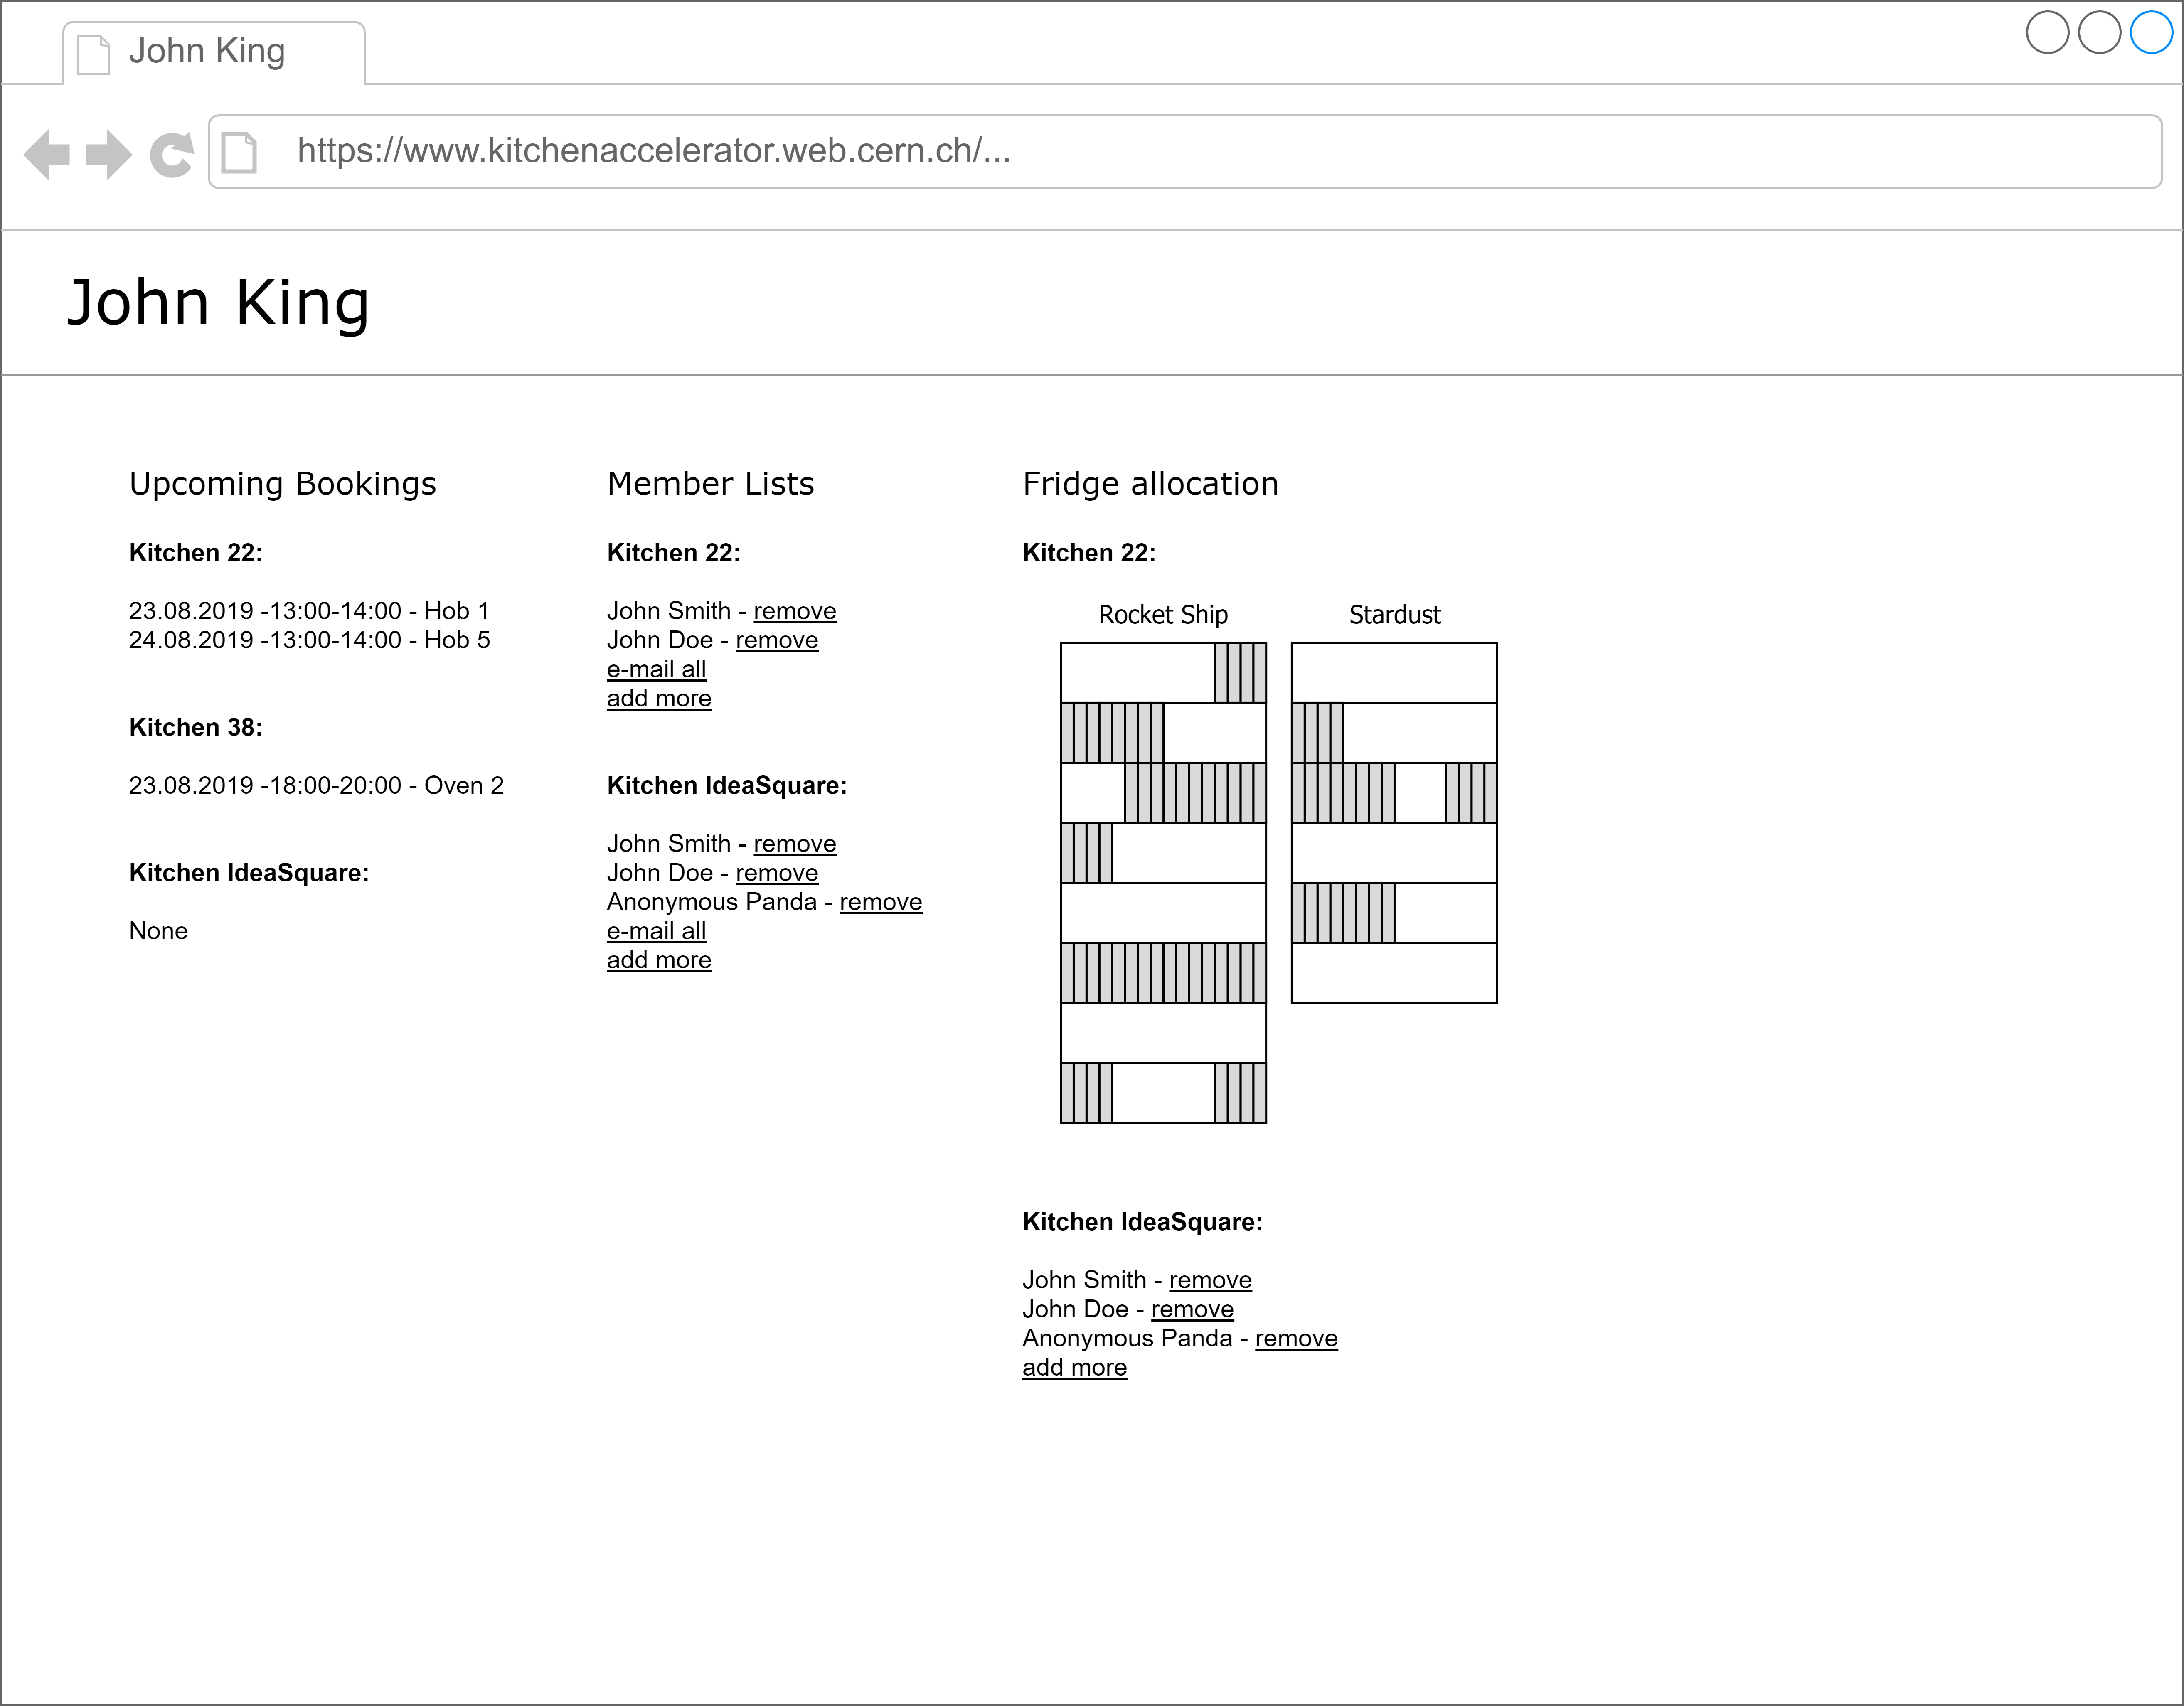 John King
https://www.kitchenaccelerator.web.cern.ch/...
John King
Upcoming Bookings
Kitchen 22:
23.08.2019 -13:00-14:00 - Hob 1
24.08.2019 -13:00-14:00 - Hob 5
Kitchen 38:
23.08.2019 -18:00-20:00 - Oven 2
Kitchen IdeaSquare:
None
Member Lists
Kitchen 22:
John Smith - remove
John Doe - remove
e-mail all
add more
Kitchen IdeaSquare:
John Smith - remove
John Doe - remove
Anonymous Panda - remove
e-mail all
add more
Fridge allocation
Kitchen 22:
Rocket Ship
Stardust
Kitchen IdeaSquare:
John Smith - remove
John Doe - remove
Anonymous Panda - remove
add more